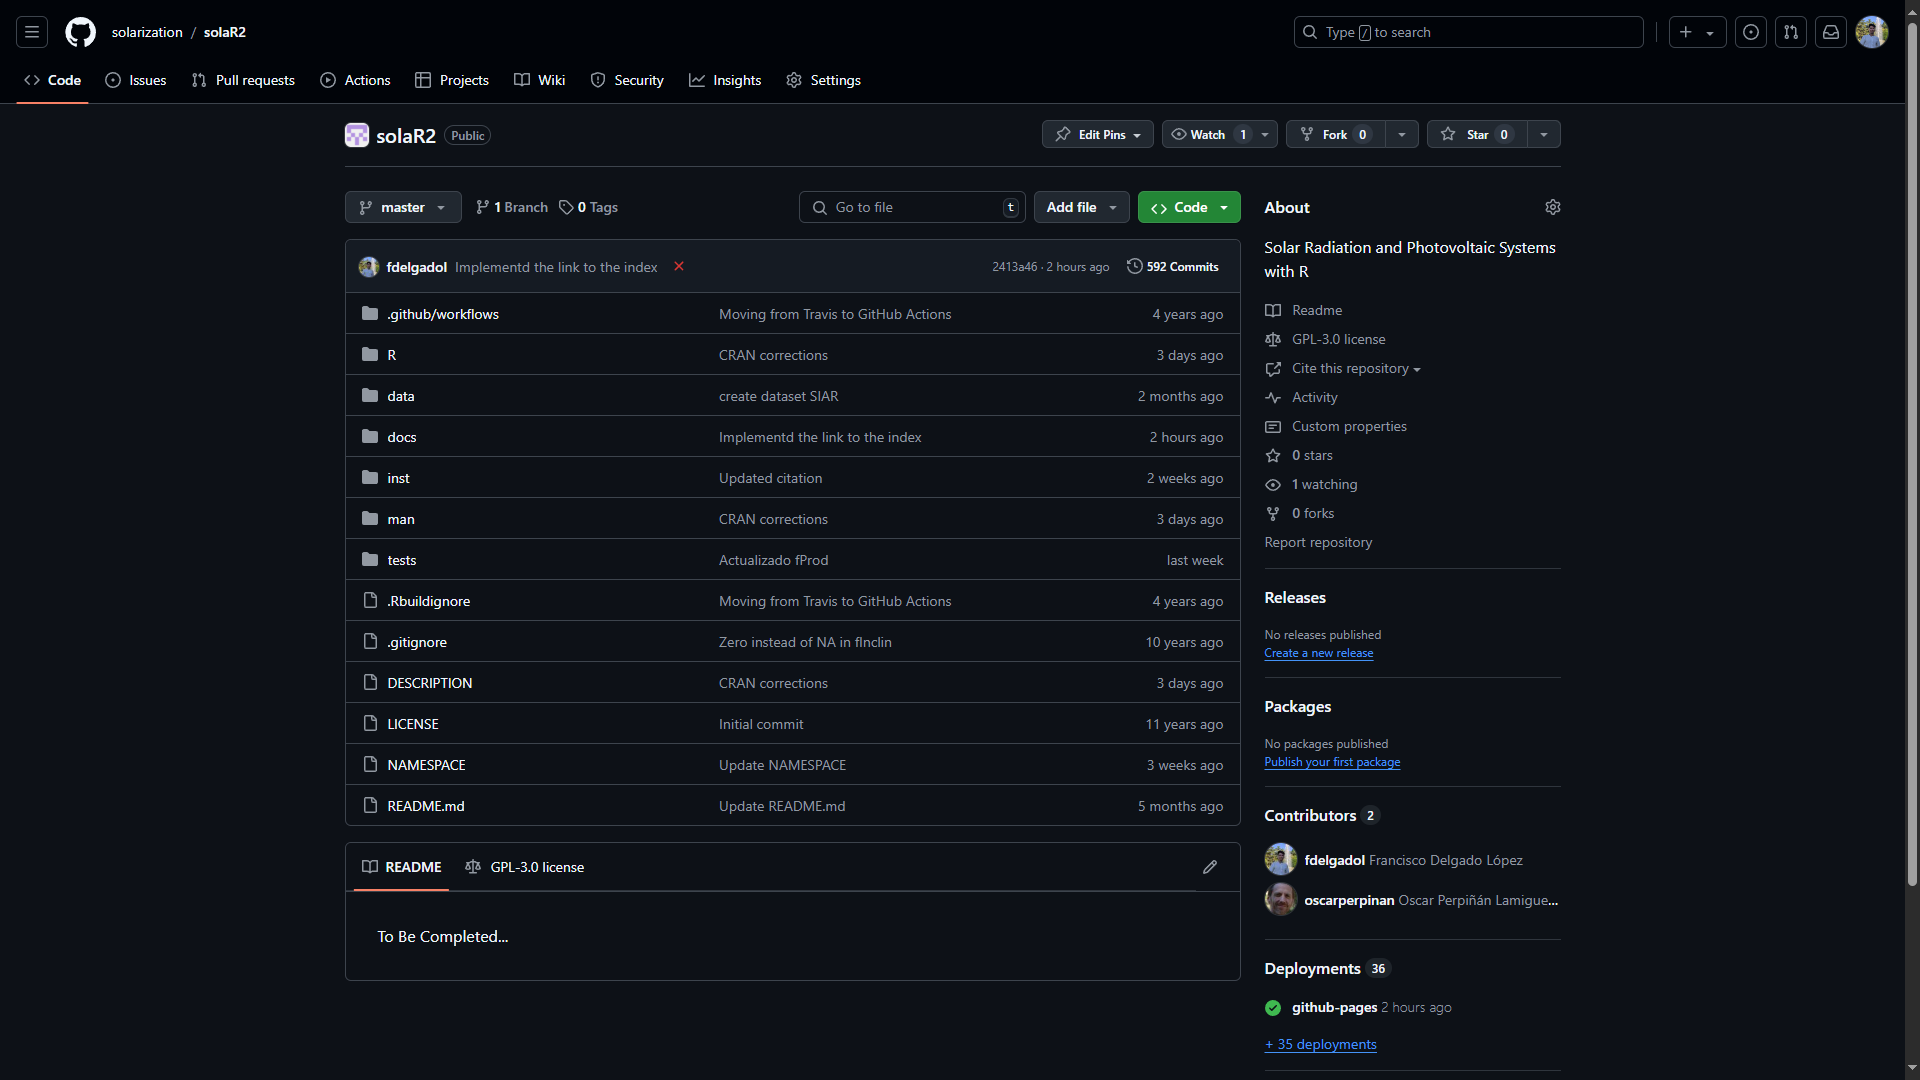 solarization / solaR2
Type / to search
Code Issues Pull requests Actions Projects Wiki Security Insights Settings
solaR2 Public
Edit Pins Watch 1 Fork 0 Star 0
master 1 Branch 0 Tags Go to file t Add file Code
fdelgadol Implementd the link to the index 2413a46 · 2 hours ago 592 Commits
.github/workflows Moving from Travis to GitHub Actions 4 years ago
R CRAN corrections 3 days ago
data create dataset SIAR 2 months ago
docs Implementd the link to the index 2 hours ago
inst Updated citation 2 weeks ago
man CRAN corrections 3 days ago
tests Actualizado fProd last week
.Rbuildignore Moving from Travis to GitHub Actions 4 years ago
.gitignore Zero instead of NA in fInclin 10 years ago
DESCRIPTION CRAN corrections 3 days ago
LICENSE Initial commit 11 years ago
NAMESPACE Update NAMESPACE 3 weeks ago
README.md Update README.md 5 months ago
README GPL-3.0 license
To Be Completed...
About
Solar Radiation and Photovoltaic Systems
with R
Readme
GPL-3.0 license
Cite this repository
Activity
Custom properties
0 stars
1 watching
0 forks
Report repository
Releases
No releases published
Create a new release
Packages
No packages published
Publish your first package
Contributors 2
fdelgadol Francisco Delgado López
oscarperpinan Oscar Perpiñán Lamigue...
Deployments 36
github-pages 2 hours ago
+ 35 deployments